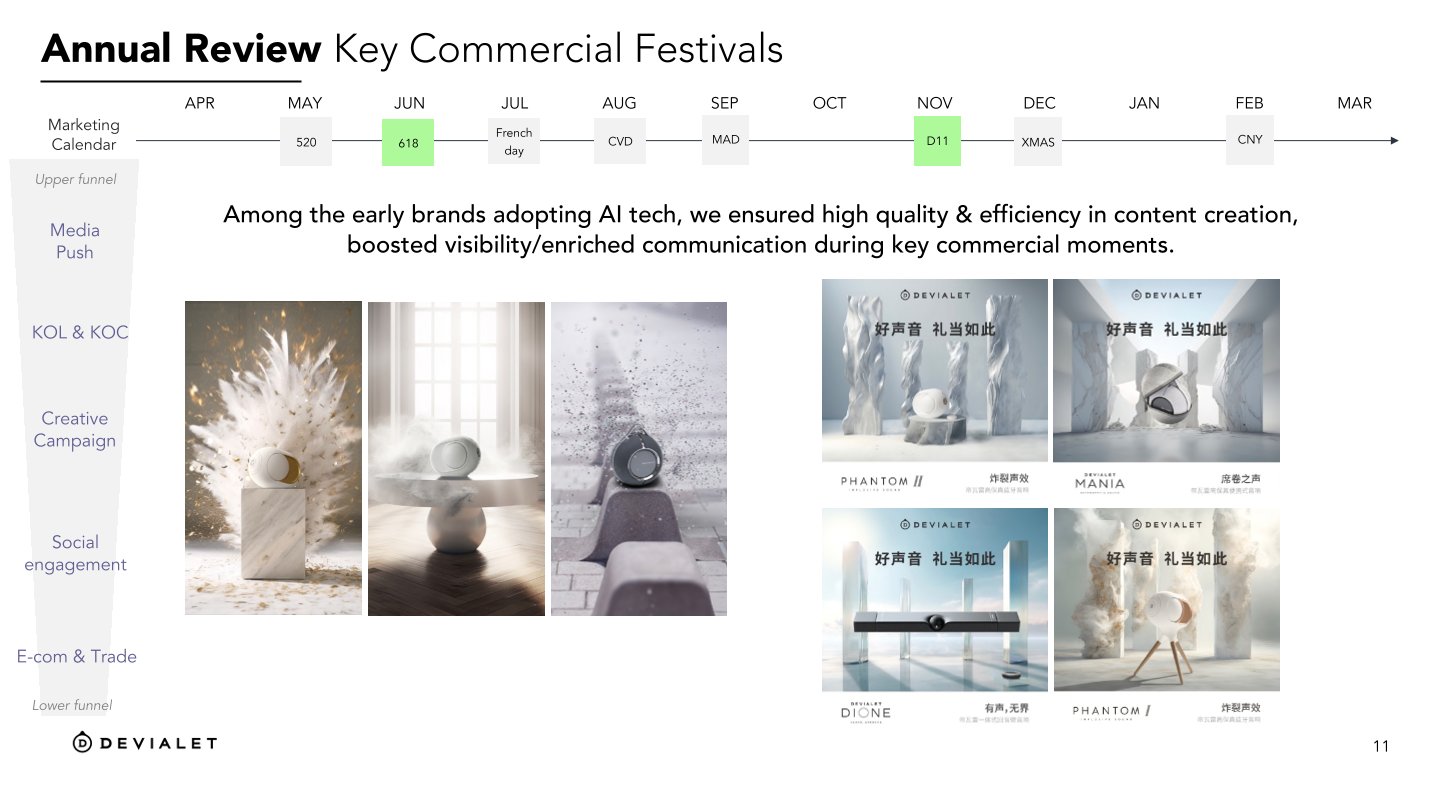 Annual Review Key Commercial Festivals
APR MAY JUN JUL AUG SEP OCT NOV DEC JAN FEB MAR
Marketing
Calendar
520
618
French
day
CVD
MAD
D11
XMAS
CNY
Upper funnel
Media
Push
KOL & KOC
Creative
Campaign
Social
engagement
E-com & Trade
Lower funnel
Among the early brands adopting AI tech, we ensured high quality & efficiency in content creation,
boosted visibility/enriched communication during key commercial moments.
DEVIALET
好声音 礼当如此
PHANTOM II
炸裂声效
DEVIALET
好声音 礼当如此
DEVIALET
MANIA
席卷之声
DEVIALET
好声音 礼当如此
DEVIALET
DIONE
有声,无界
DEVIALET
好声音 礼当如此
PHANTOM I
炸裂声效
DEVIALET
11